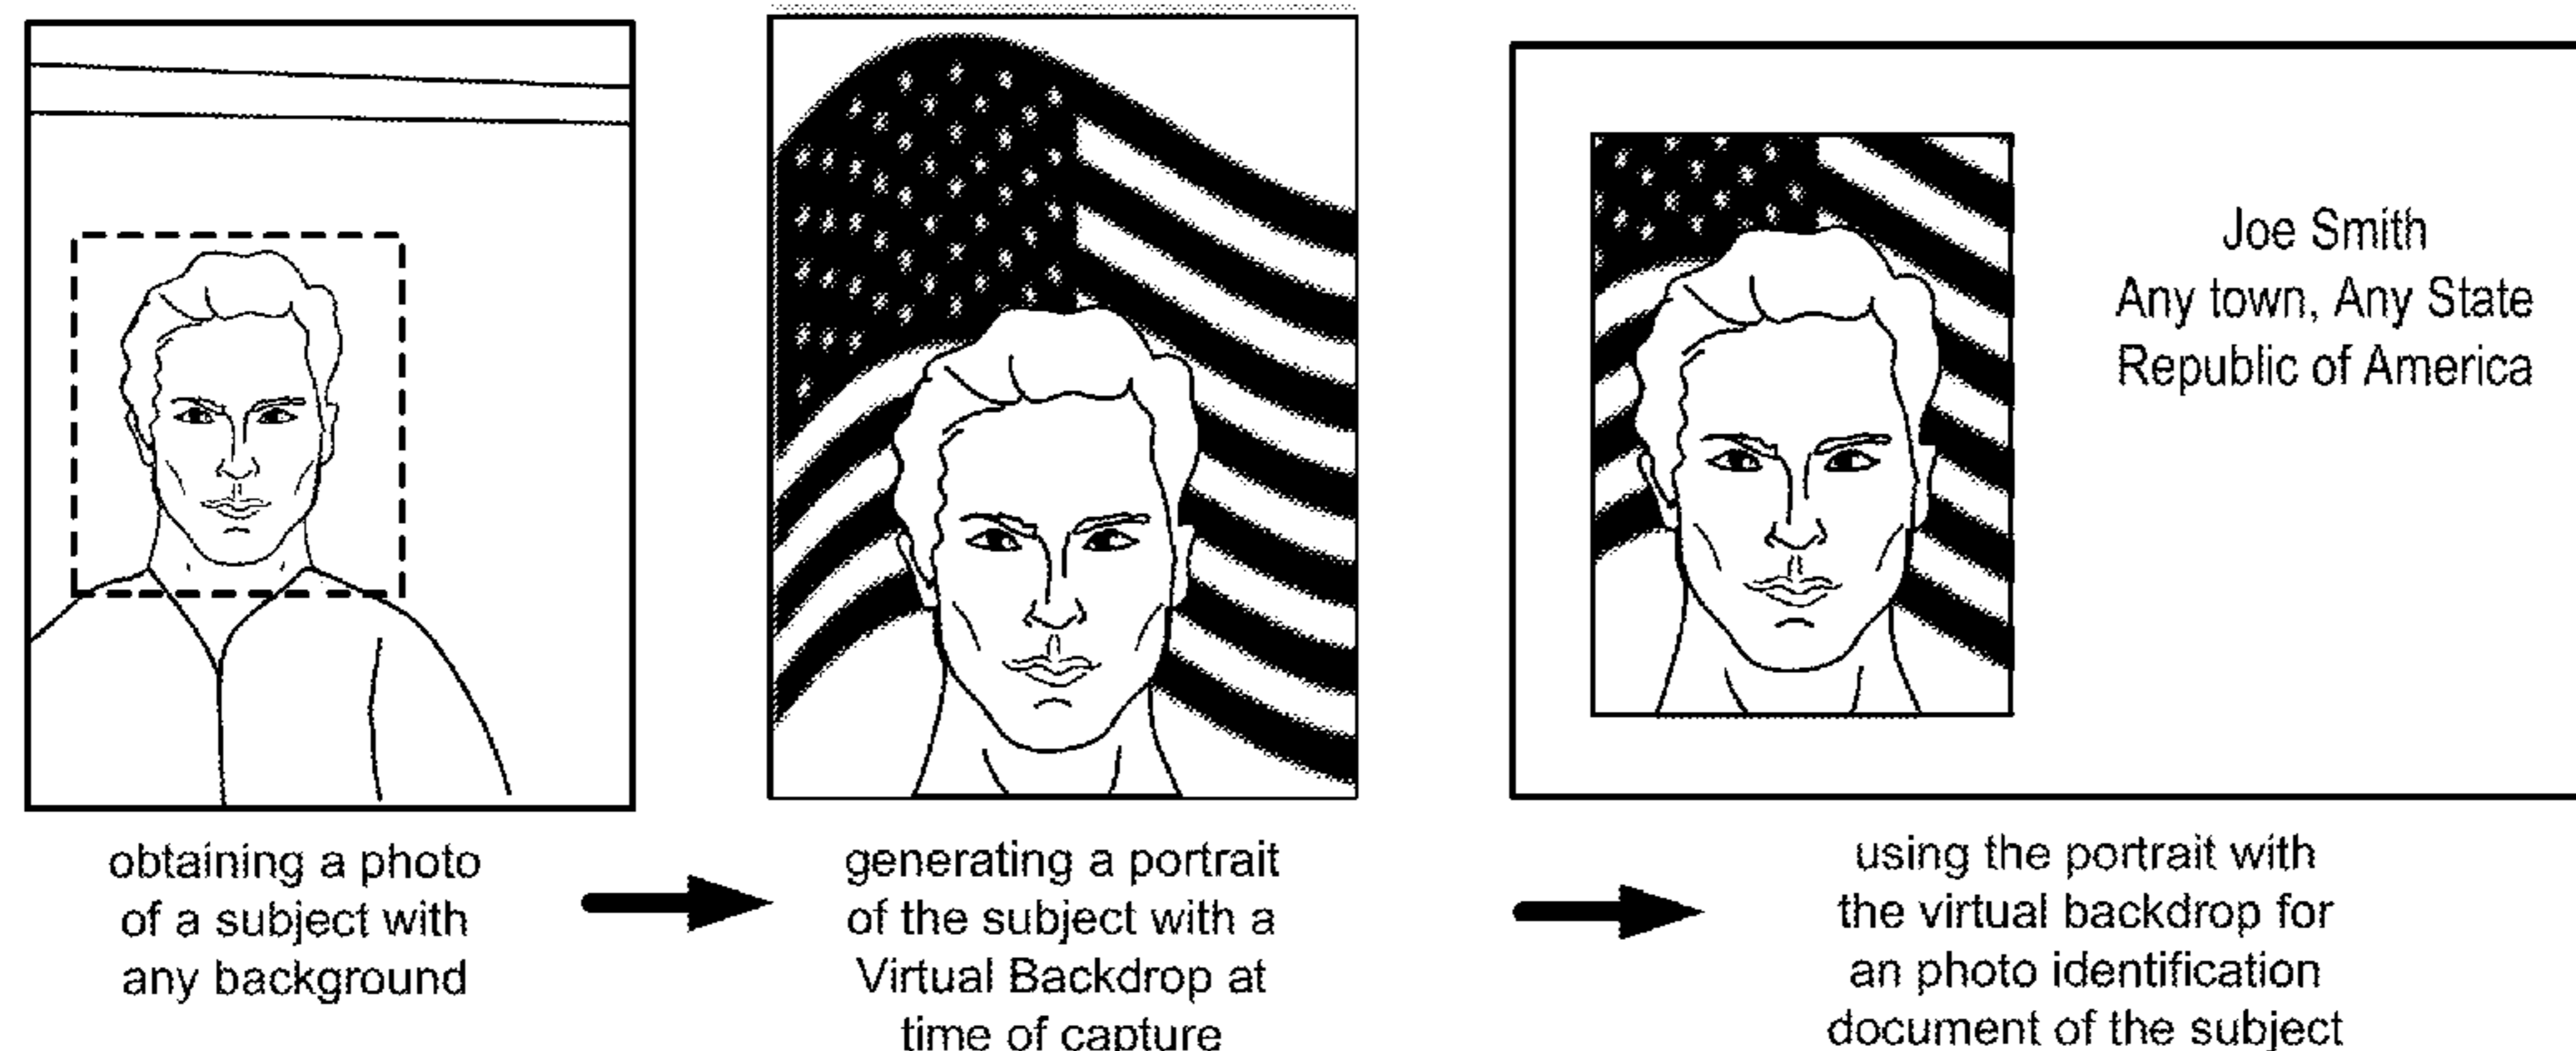 Joe Smith
Any town, Any State
Republic of America
obtaining a photo
of a subject with
any background
generating a portrait
of the subject with a
Virtual Backdrop at
time of capture
using the portrait with
the virtual backdrop for
an photo identification
document of the subject